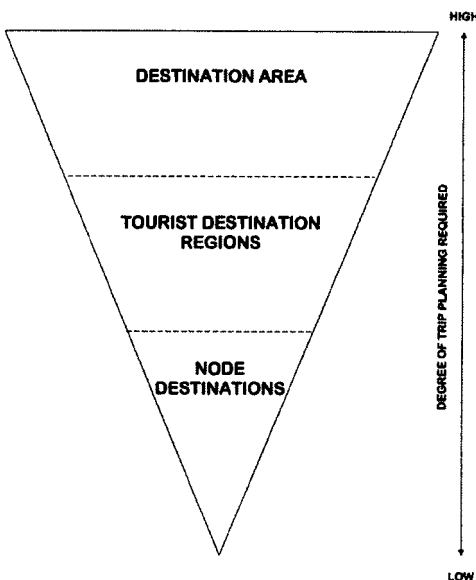 HIGH
DESTINATION AREA
TOURIST DESTINATION
REGIONS
NODE
DESTINATIONS
DEGREE OF TRIP PLANNING REQUIRED
LOW